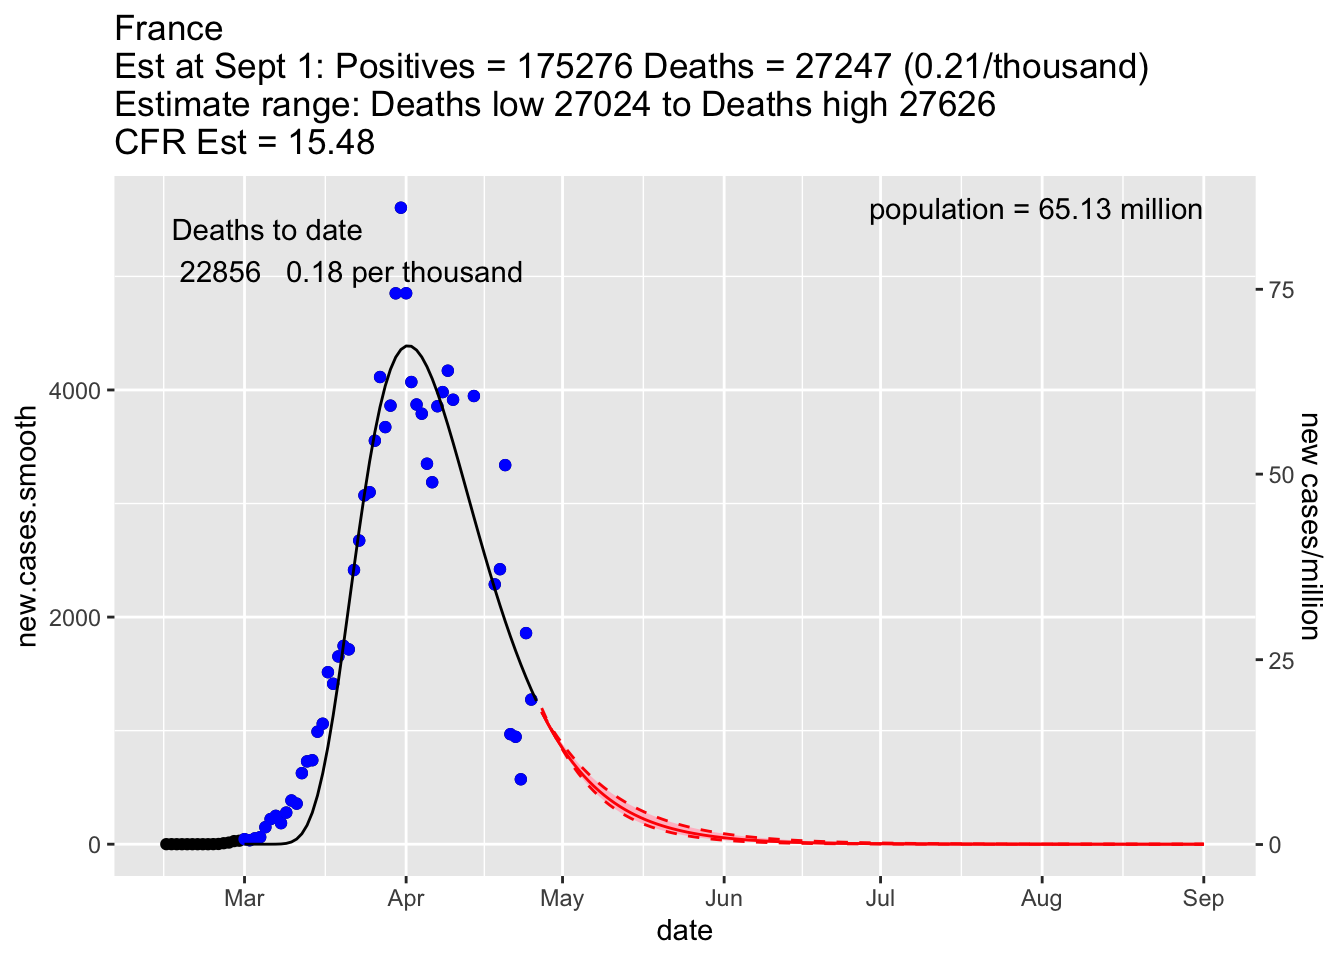 France
Est at Sept 1: Positives = 175276 Deaths = 27247 (0.21/thousand)
Estimate range: Deaths low 27024 to Deaths high 27626
CFR Est = 15.48
population = 65.13 million
Deaths to date
22856 0.18 per thousand
new.cases.smooth
4000
2000
0
new cases/million
75
50
25
0
Mar Apr May Jun Jul Aug Sep
date